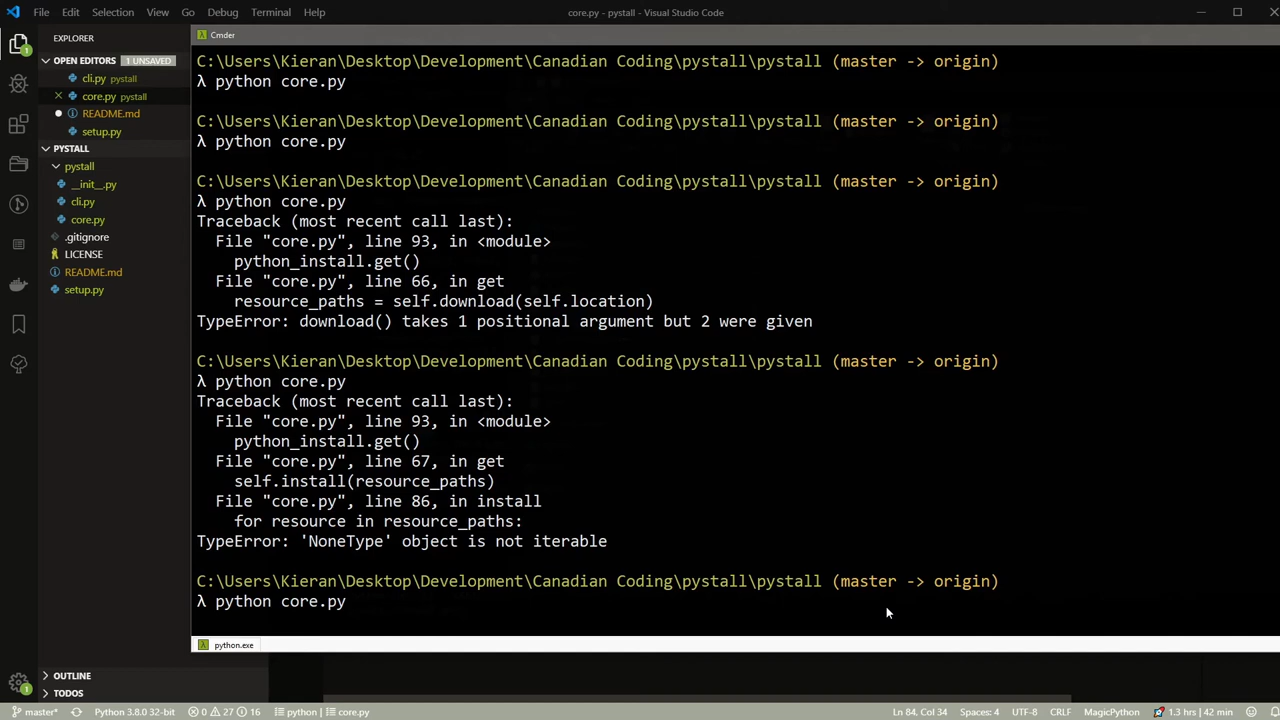 File Edit Selection View Go Debug Terminal Help
core.py - pystall - Visual Studio Code
EXPLORER
OPEN EDITORS 1 UNSAVED
cli.py pystall
core.py pystall
README.md
setup.py
PYSTALL
pystall
__init__.py
cli.py
core.py
.gitignore
LICENSE
README.md
setup.py
OUTLINE
TODOS
Cmder
C:\Users\Kieran\Desktop\Development\Canadian Coding\pystall\pystall (master -> origin)
λ python core.py
C:\Users\Kieran\Desktop\Development\Canadian Coding\pystall\pystall (master -> origin)
λ python core.py
C:\Users\Kieran\Desktop\Development\Canadian Coding\pystall\pystall (master -> origin)
λ python core.py
Traceback (most recent call last):
File "core.py", line 93, in <module>
python_install.get()
File "core.py", line 66, in get
resource_paths = self.download(self.location)
TypeError: download() takes 1 positional argument but 2 were given
C:\Users\Kieran\Desktop\Development\Canadian Coding\pystall\pystall (master -> origin)
λ python core.py
Traceback (most recent call last):
File "core.py", line 93, in <module>
python_install.get()
File "core.py", line 67, in get
self.install(resource_paths)
File "core.py", line 86, in install
for resource in resource_paths:
TypeError: 'NoneType' object is not iterable
C:\Users\Kieran\Desktop\Development\Canadian Coding\pystall\pystall (master -> origin)
λ python core.py
λ python.exe
1
1
master* Python 3.8.0 32-bit 0 27 16 python core.py Ln 84, Col 34 Spaces: 4 UTF-8 CRLF MagicPython 1.3 hrs | 42 min